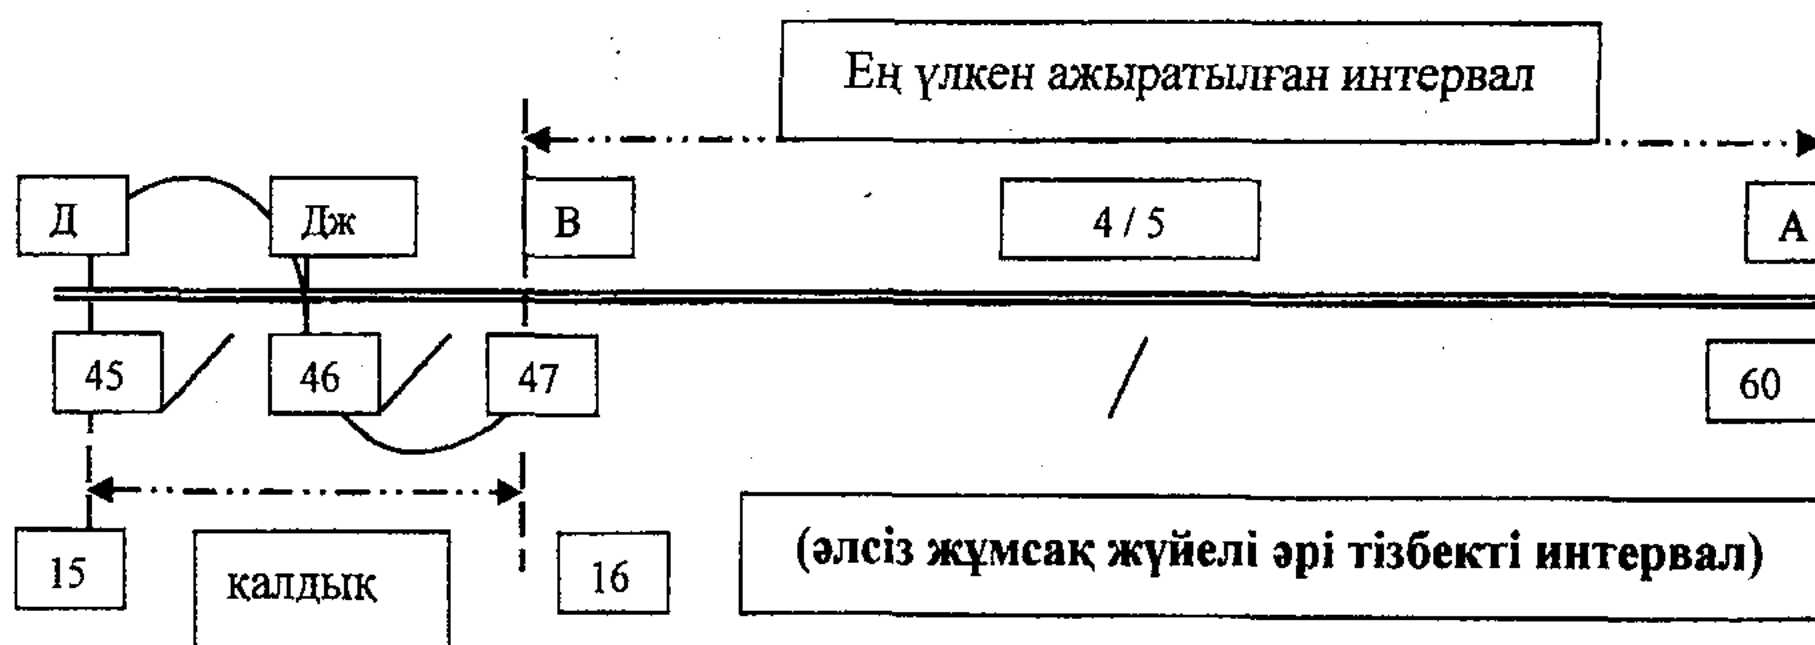 Ең үлкен ажыратылған интервал
Д
Дж
В
4 / 5
А
45
46
47
60
15
қалдық
16
(әлсіз жұмсақ жүйелі әрі тізбекті интервал)